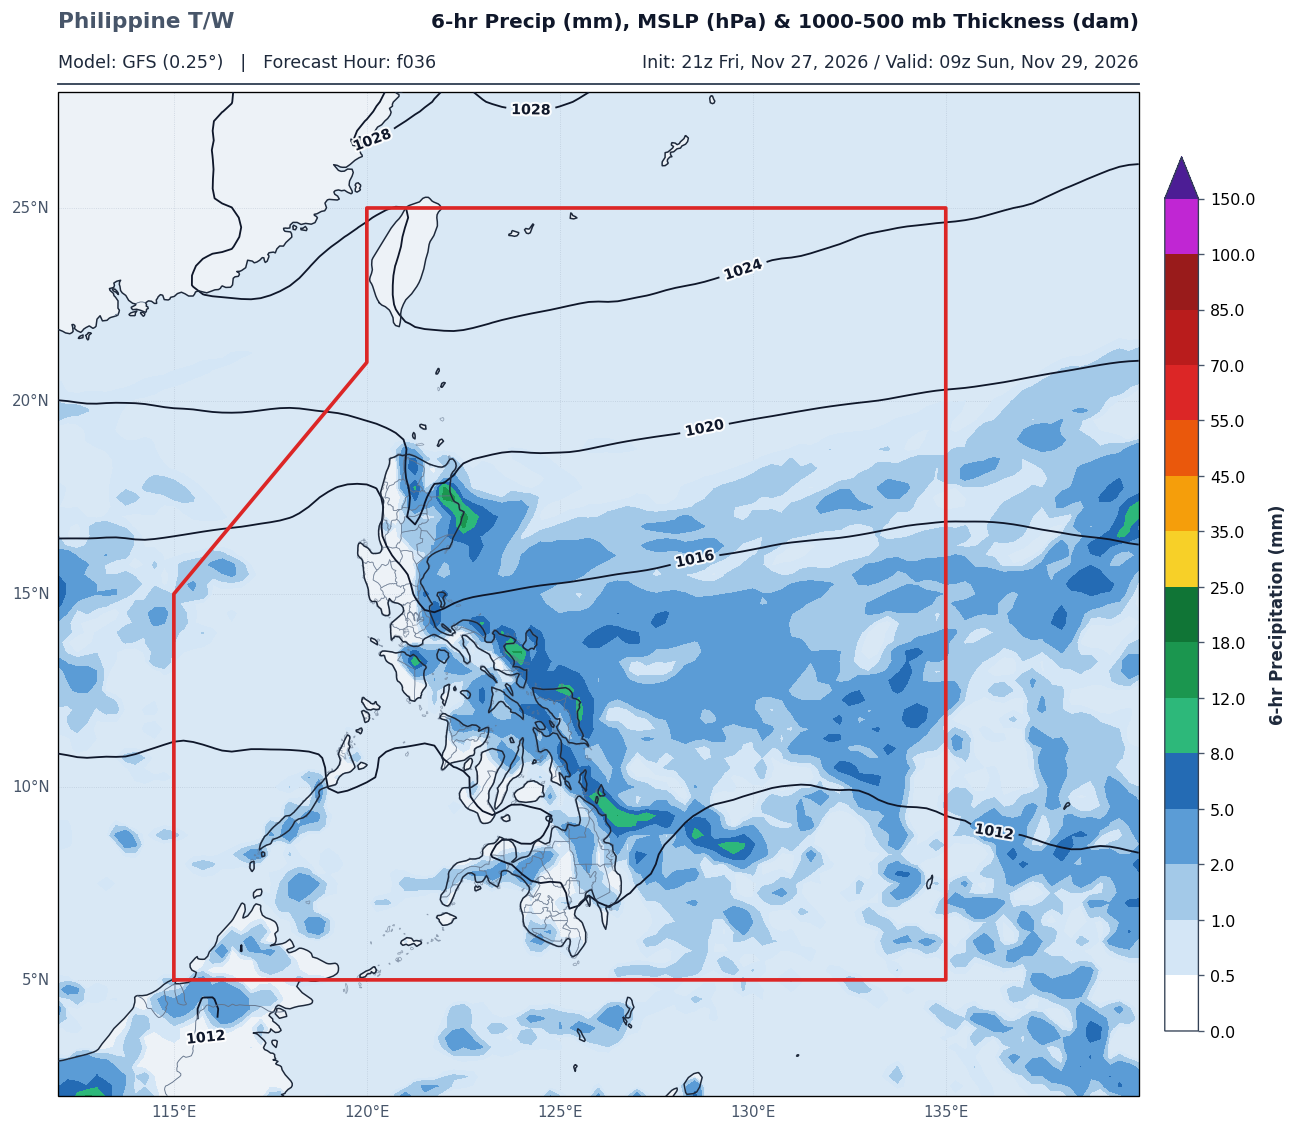 Philippine T/W
6-hr Precip (mm), MSLP (hPa) & 1000-500 mb Thickness (dam)
Model: GFS (0.25°) | Forecast Hour: f036
Init: 21z Fri, Nov 27, 2026 / Valid: 09z Sun, Nov 29, 2026
1028
1028
1024
1020
1016
1012
1012
25°N
20°N
15°N
10°N
5°N
115°E
120°E
125°E
130°E
135°E
150.0
100.0
85.0
70.0
55.0
45.0
35.0
25.0
18.0
12.0
8.0
5.0
2.0
1.0
0.5
0.0
6-hr Precipitation (mm)